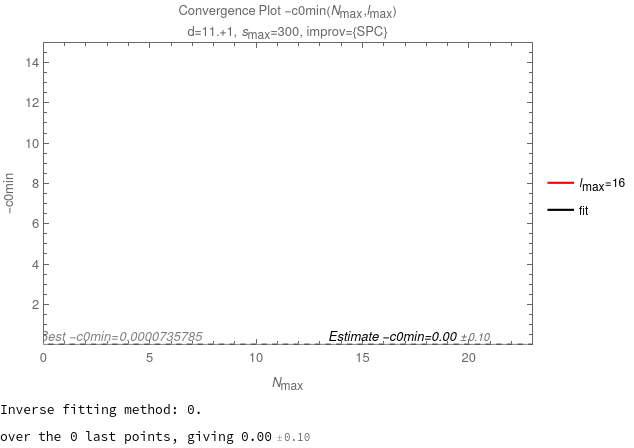 Convergence Plot −c0min(Nmax,lmax)
d=11.+1, smax=300, improv={SPC}
14
12
10
8
6
4
2
−c0min
Best −c0min=0.0000735785
Estimate −c0min=0.00 ±0.10
0 5 10 15 20
Nmax
lmax=16
fit
Inverse fitting method: 0.
over the 0 last points, giving 0.00 ±0.10